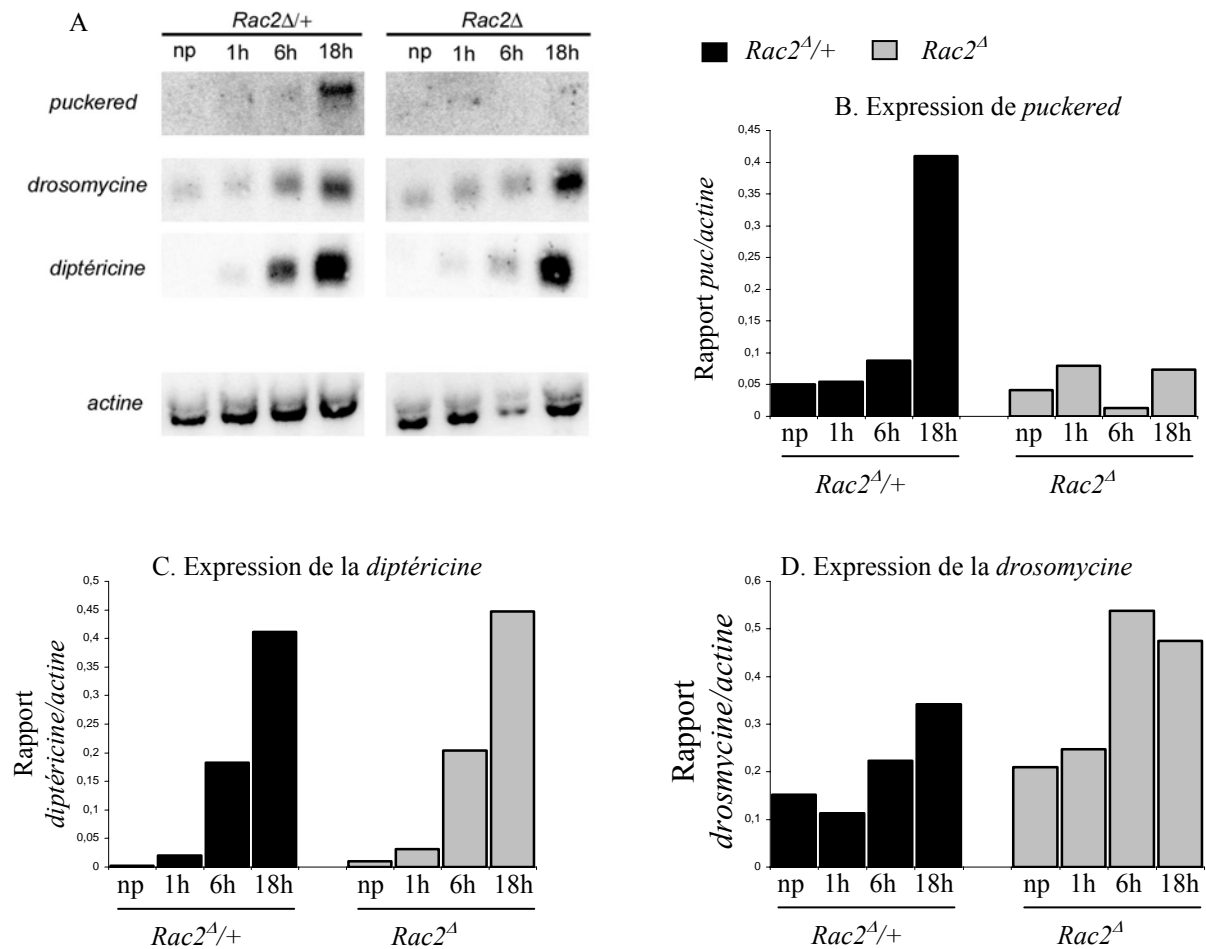 A
Rac2Δ/+ Rac2Δ
np 1h 6h 18h np 1h 6h 18h
puckered
drosomycine
diptéricine
actine
Rac2Δ/+ Rac2Δ
B. Expression de puckered
Rapport puc/actine
0,45
0,4
0,35
0,3
0,25
0,2
0,15
0,1
0,05
0
np 1h 6h 18h np 1h 6h 18h
Rac2Δ/+ Rac2Δ
C. Expression de la diptéricine
Rapport
diptéricine/actine
0,5
0,45
0,4
0,35
0,3
0,25
0,2
0,15
0,1
0,05
0
np 1h 6h 18h np 1h 6h 18h
Rac2Δ/+ Rac2Δ
D. Expression de la drosomycine
Rapport
drosmycine/actine
0,6
0,5
0,4
0,3
0,2
0,1
0
np 1h 6h 18h np 1h 6h 18h
Rac2Δ/+ Rac2Δ